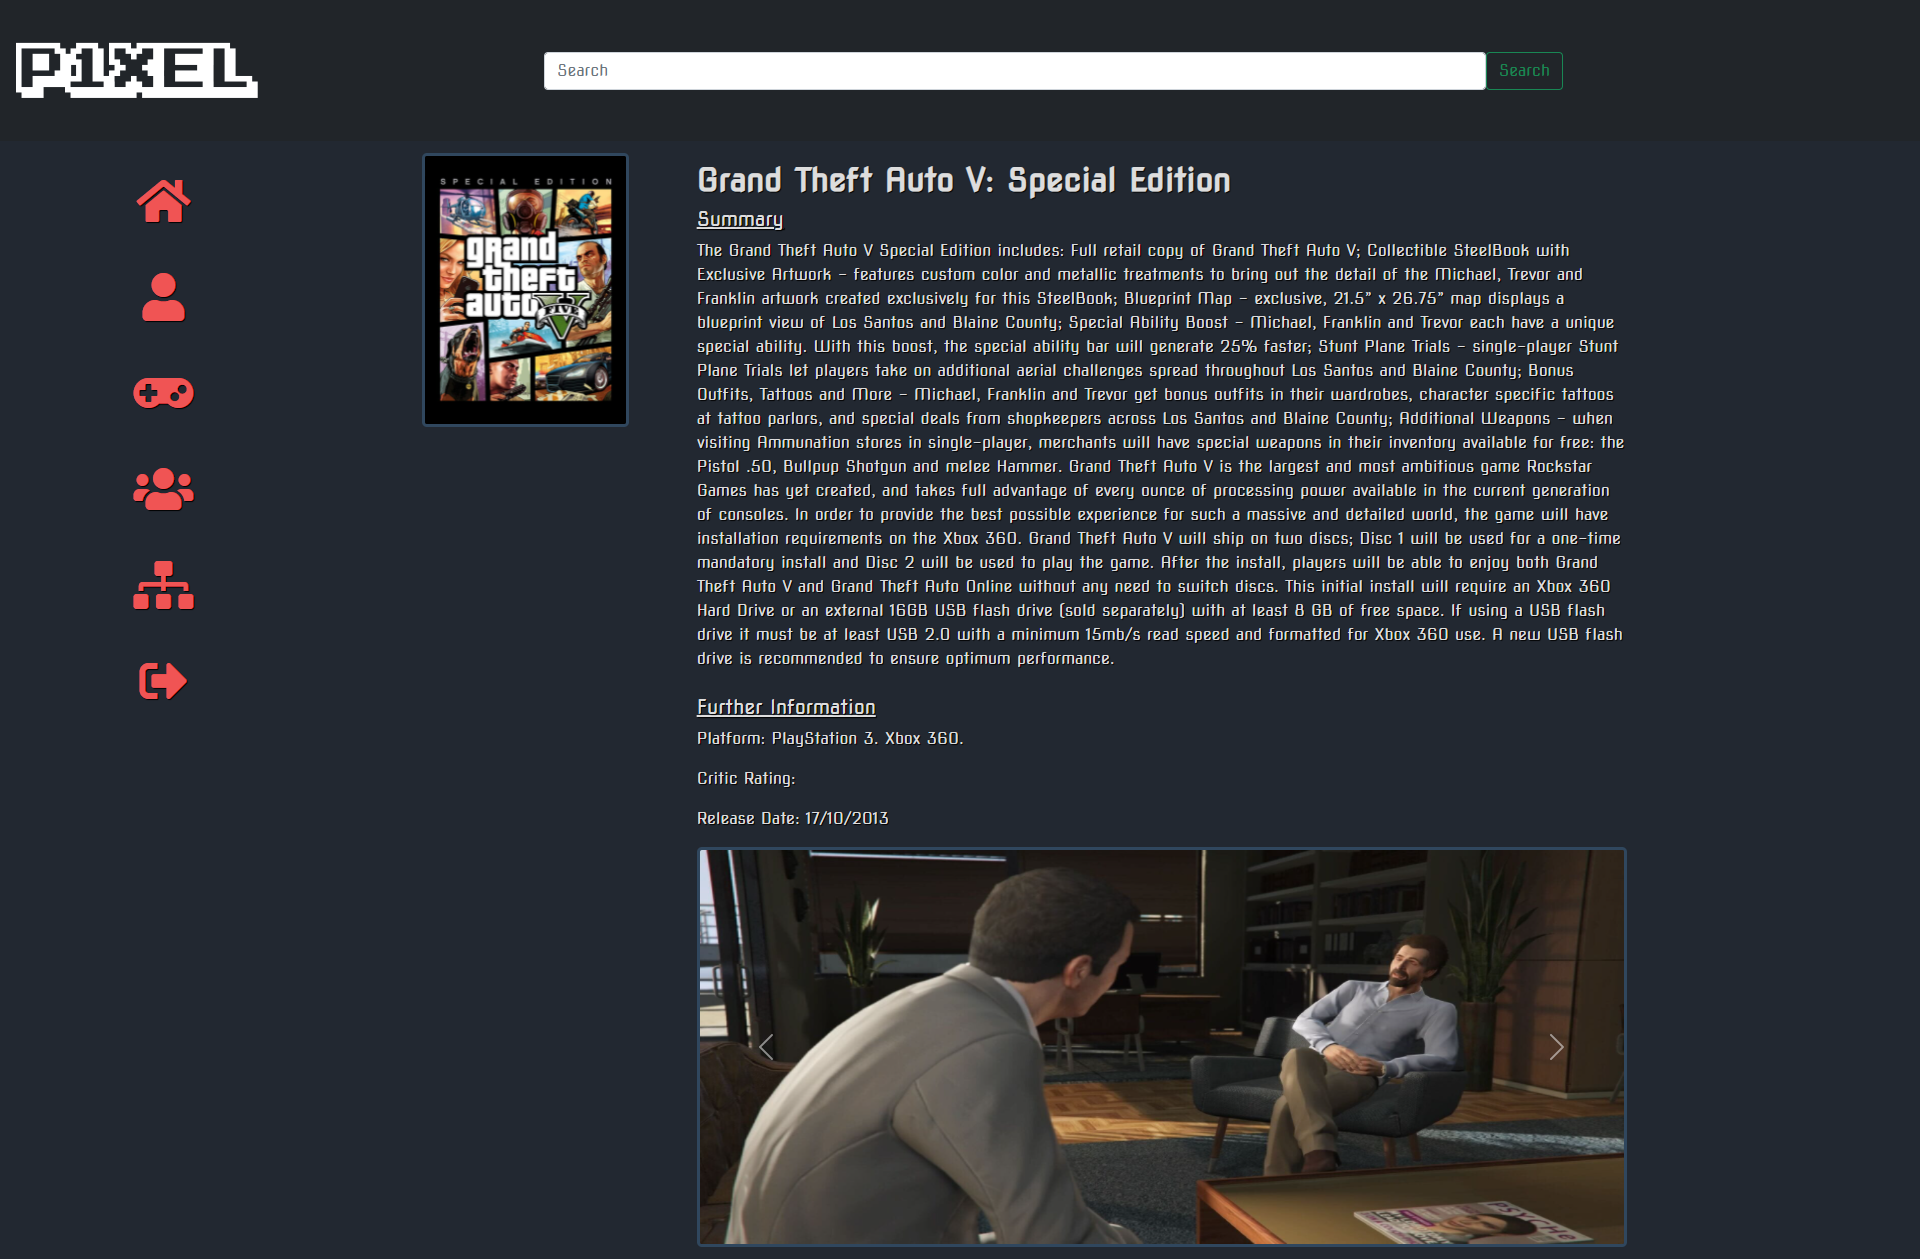 P1XEL
Search
Search
SPECIAL EDITION
grand
theft
auto
V
FIVE
Grand Theft Auto V: Special Edition
Summary
The Grand Theft Auto V Special Edition includes: Full retail copy of Grand Theft Auto V; Collectible SteelBook with
Exclusive Artwork – features custom color and metallic treatments to bring out the detail of the Michael, Trevor and
Franklin artwork created exclusively for this SteelBook; Blueprint Map – exclusive, 21.5” x 26.75” map displays a
blueprint view of Los Santos and Blaine County; Special Ability Boost – Michael, Franklin and Trevor each have a unique
special ability. With this boost, the special ability bar will generate 25% faster; Stunt Plane Trials – single-player Stunt
Plane Trials let players take on additional aerial challenges spread throughout Los Santos and Blaine County; Bonus
Outfits, Tattoos and More – Michael, Franklin and Trevor get bonus outfits in their wardrobes, character specific tattoos
at tattoo parlors, and special deals from shopkeepers across Los Santos and Blaine County; Additional Weapons – when
visiting Ammunation stores in single-player, merchants will have special weapons in their inventory available for free: the
Pistol .50, Bullpup Shotgun and melee Hammer. Grand Theft Auto V is the largest and most ambitious game Rockstar
Games has yet created, and takes full advantage of every ounce of processing power available in the current generation
of consoles. In order to provide the best possible experience for such a massive and detailed world, the game will have
installation requirements on the Xbox 360. Grand Theft Auto V will ship on two discs; Disc 1 will be used for a one-time
mandatory install and Disc 2 will be used to play the game. After the install, players will be able to enjoy both Grand
Theft Auto V and Grand Theft Auto Online without any need to switch discs. This initial install will require an Xbox 360
Hard Drive or an external 16GB USB flash drive (sold separately) with at least 8 GB of free space. If using a USB flash
drive it must be at least USB 2.0 with a minimum 15mb/s read speed and formatted for Xbox 360 use. A new USB flash
drive is recommended to ensure optimum performance.
Further Information
Platform: PlayStation 3. Xbox 360.
Critic Rating:
Release Date: 17/10/2013
PSYCHO